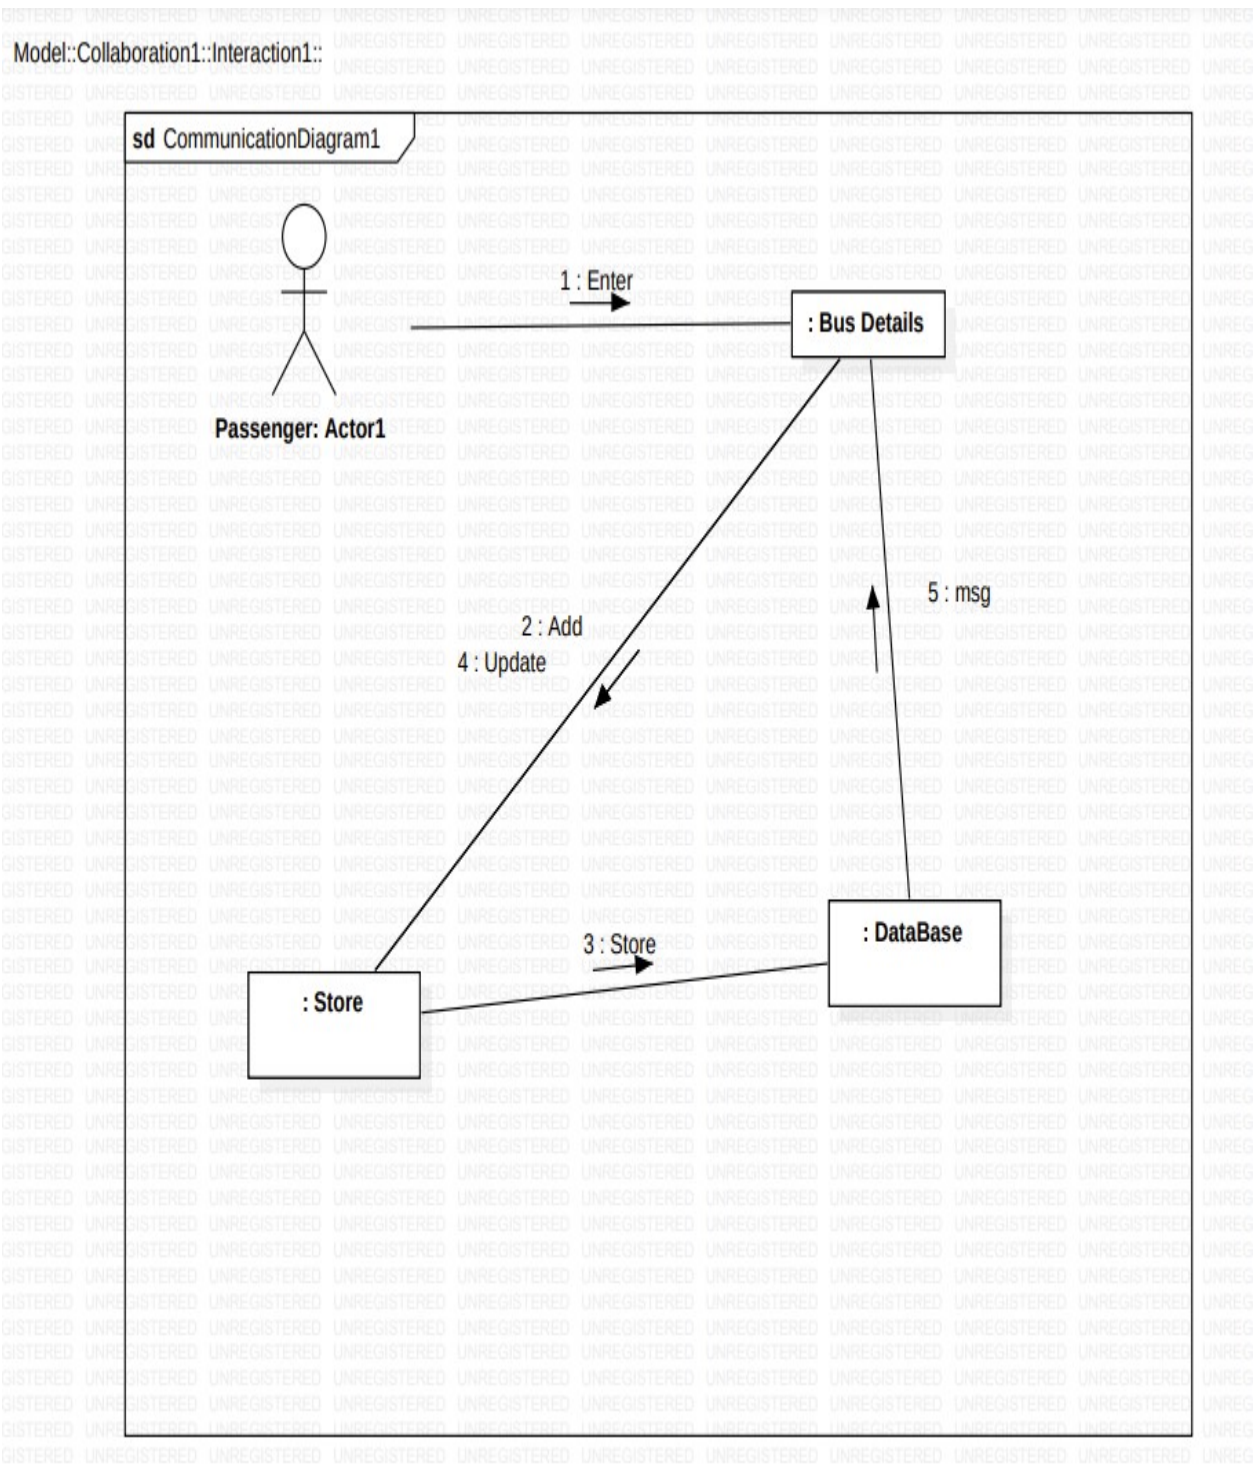 Model::Collaboration1::Interaction1::
sd CommunicationDiagram1
1 : Enter
: Bus Details
Passenger: Actor1
5 : msg
2 : Add
4 : Update
: DataBase
3 : Store
: Store
UNREGISTERED